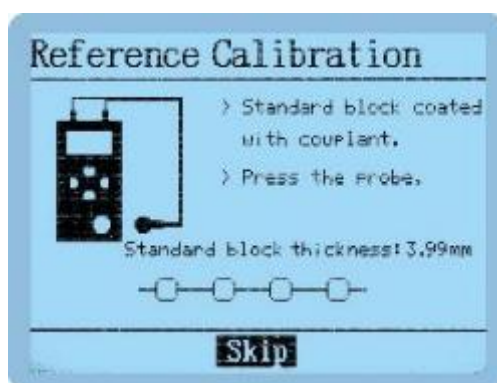 Reference Calibration
> Standard block coated
with couplant.
> Press the probe.
Standard block thickness:3.99mm
Skip